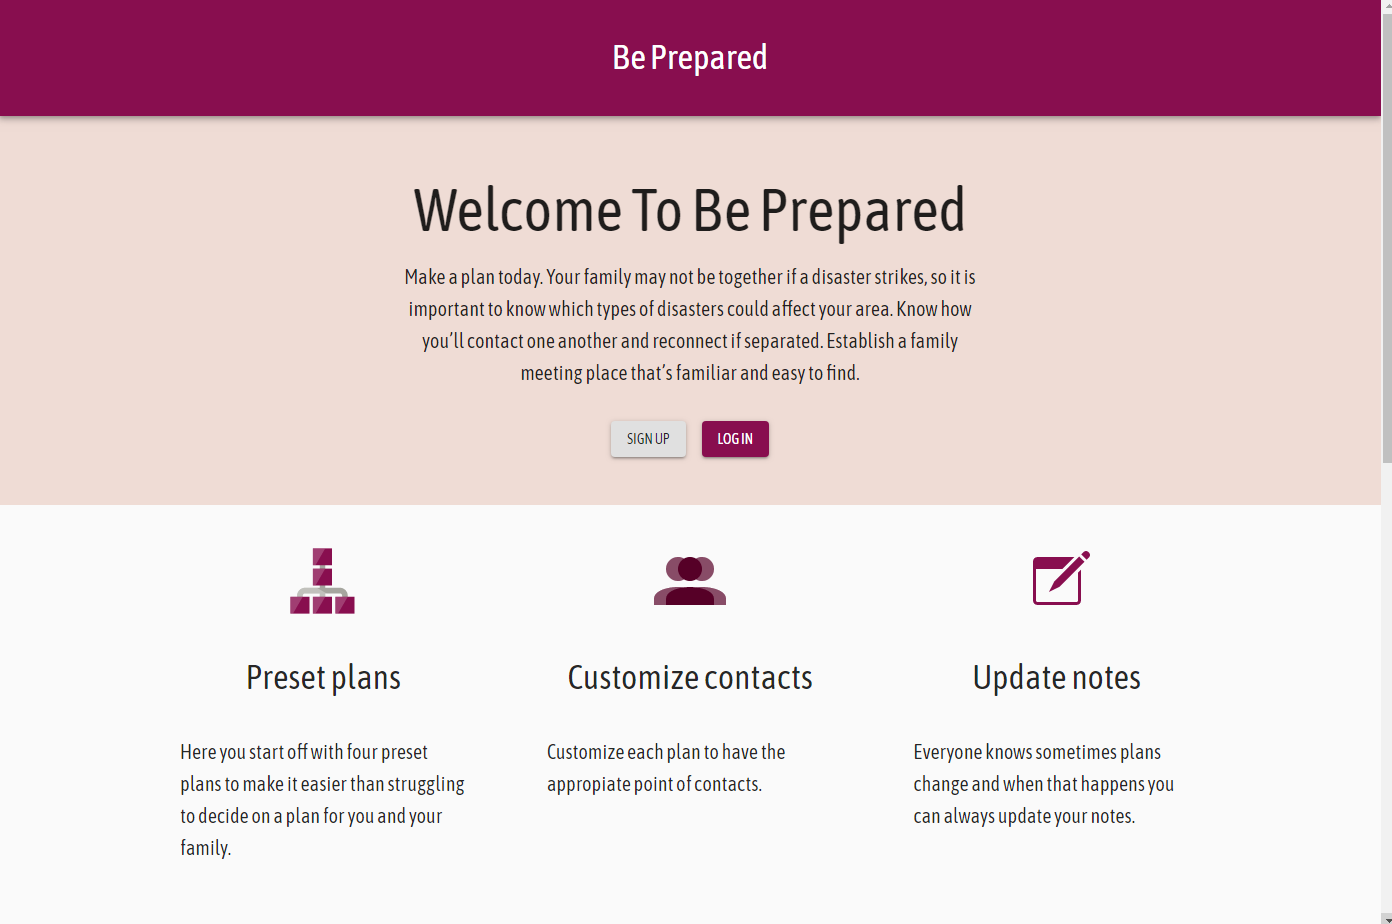 Be Prepared
Welcome To Be Prepared
Make a plan today. Your family may not be together if a disaster strikes, so it is
important to know which types of disasters could affect your area. Know how
you’ll contact one another and reconnect if separated. Establish a family
meeting place that’s familiar and easy to find.
SIGN UP
LOG IN
Preset plans
Here you start off with four preset
plans to make it easier than struggling
to decide on a plan for you and your
family.
Customize contacts
Customize each plan to have the
appropiate point of contacts.
Update notes
Everyone knows sometimes plans
change and when that happens you
can always update your notes.